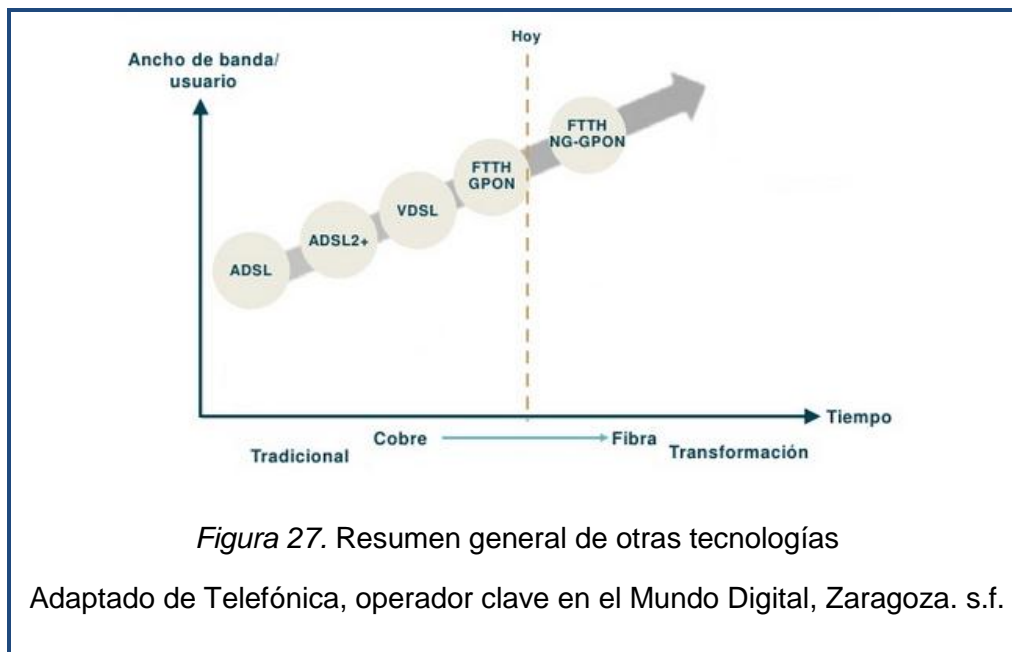 Hoy
Ancho de banda/
usuario
FTTH
NG-GPON
FTTH
GPON
VDSL
ADSL2+
ADSL
Tiempo
Cobre
Fibra
Tradicional
Transformación
Figura 27. Resumen general de otras tecnologías
Adaptado de Telefónica, operador clave en el Mundo Digital, Zaragoza. s.f.